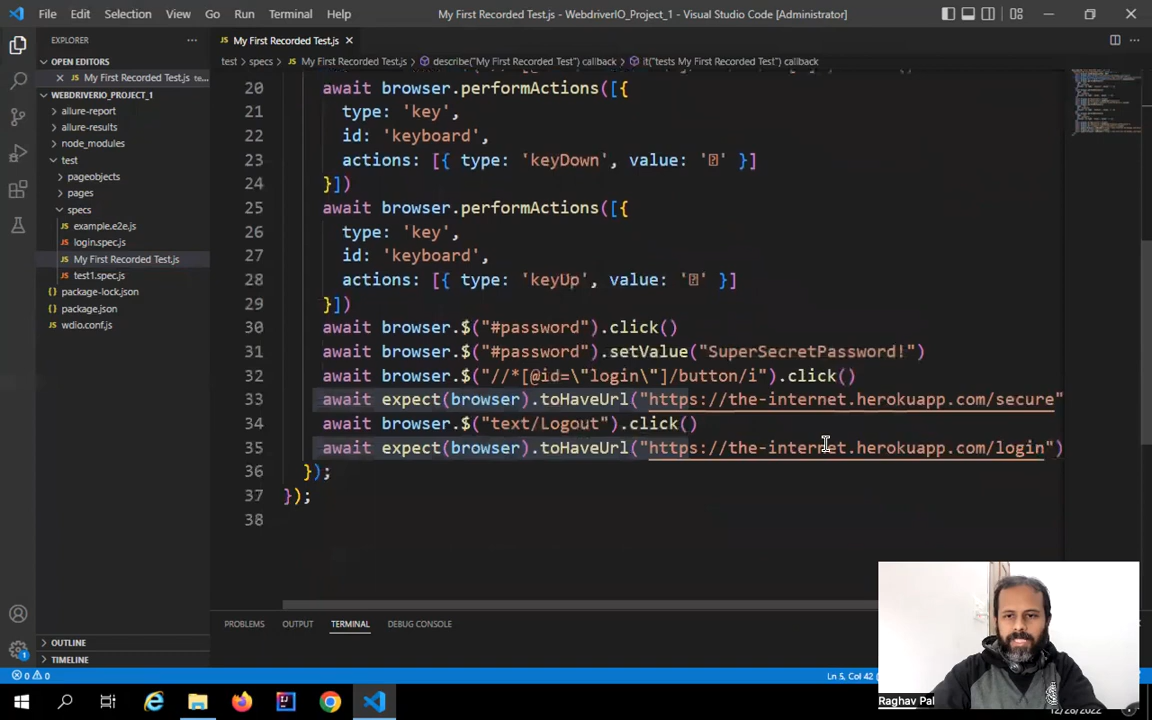 File Edit Selection View Go Run Terminal Help My First Recorded Test.js - WebdriverIO_Project_1 - Visual Studio Code [Administrator]
EXPLORER
OPEN EDITORS
My First Recorded Test.js te...
WEBDRIVERIO_PROJECT_1
allure-report
allure-results
node_modules
test
pageobjects
pages
specs
example.e2e.js
login.spec.js
My First Recorded Test.js
test1.spec.js
package-lock.json
package.json
wdio.conf.js
OUTLINE
TIMELINE
My First Recorded Test.js
test > specs > My First Recorded Test.js > describe("My First Recorded Test") callback > it("tests My First Recorded Test") callback
20 await browser.performActions([{
21 type: 'key',
22 id: 'keyboard',
23 actions: [{ type: 'keyDown', value: '' }]
24 }])
25 await browser.performActions([{
26 type: 'key',
27 id: 'keyboard',
28 actions: [{ type: 'keyUp', value: '' }]
29 }])
30 await browser.$("#password").click()
31 await browser.$("#password").setValue("SuperSecretPassword!")
32 await browser.$("//*[@id=\"login\"]/button/i").click()
33 await expect(browser).toHaveUrl("https://the-internet.herokuapp.com/secure"
34 await browser.$("text/Logout").click()
35 await expect(browser).toHaveUrl("https://the-internet.herokuapp.com/login")
36 });
37 });
38
PROBLEMS OUTPUT TERMINAL DEBUG CONSOLE
0 0 Ln 5, Col 42
Raghav Pal
12/26/2022